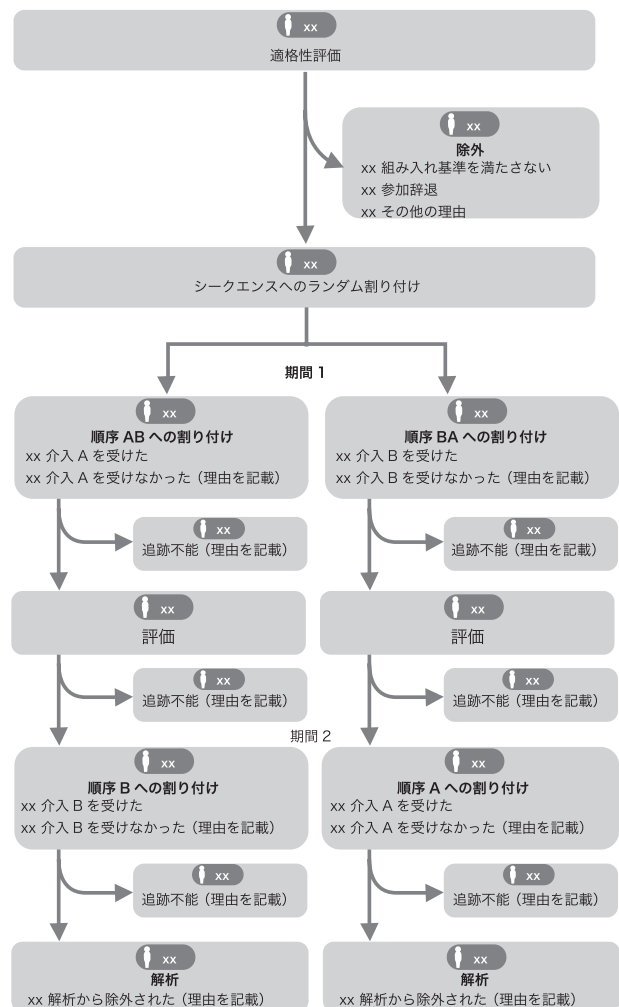 xx
適格性評価
xx
除外
xx 組み入れ基準を満たさない
xx 参加辞退
xx その他の理由
xx
シークエンスへのランダム割り付け
期間 1
xx
順序 AB への割り付け
xx 介入 A を受けた
xx 介入 A を受けなかった（理由を記載）
xx
順序 BA への割り付け
xx 介入 B を受けた
xx 介入 B を受けなかった（理由を記載）
xx
追跡不能（理由を記載）
xx
追跡不能（理由を記載）
xx
評価
xx
評価
xx
追跡不能（理由を記載）
xx
追跡不能（理由を記載）
期間 2
xx
順序 B への割り付け
xx 介入 B を受けた
xx 介入 B を受けなかった（理由を記載）
xx
順序 A への割り付け
xx 介入 A を受けた
xx 介入 A を受けなかった（理由を記載）
xx
追跡不能（理由を記載）
xx
追跡不能（理由を記載）
xx
解析
xx 解析から除外された（理由を記載）
xx
解析
xx 解析から除外された（理由を記載）